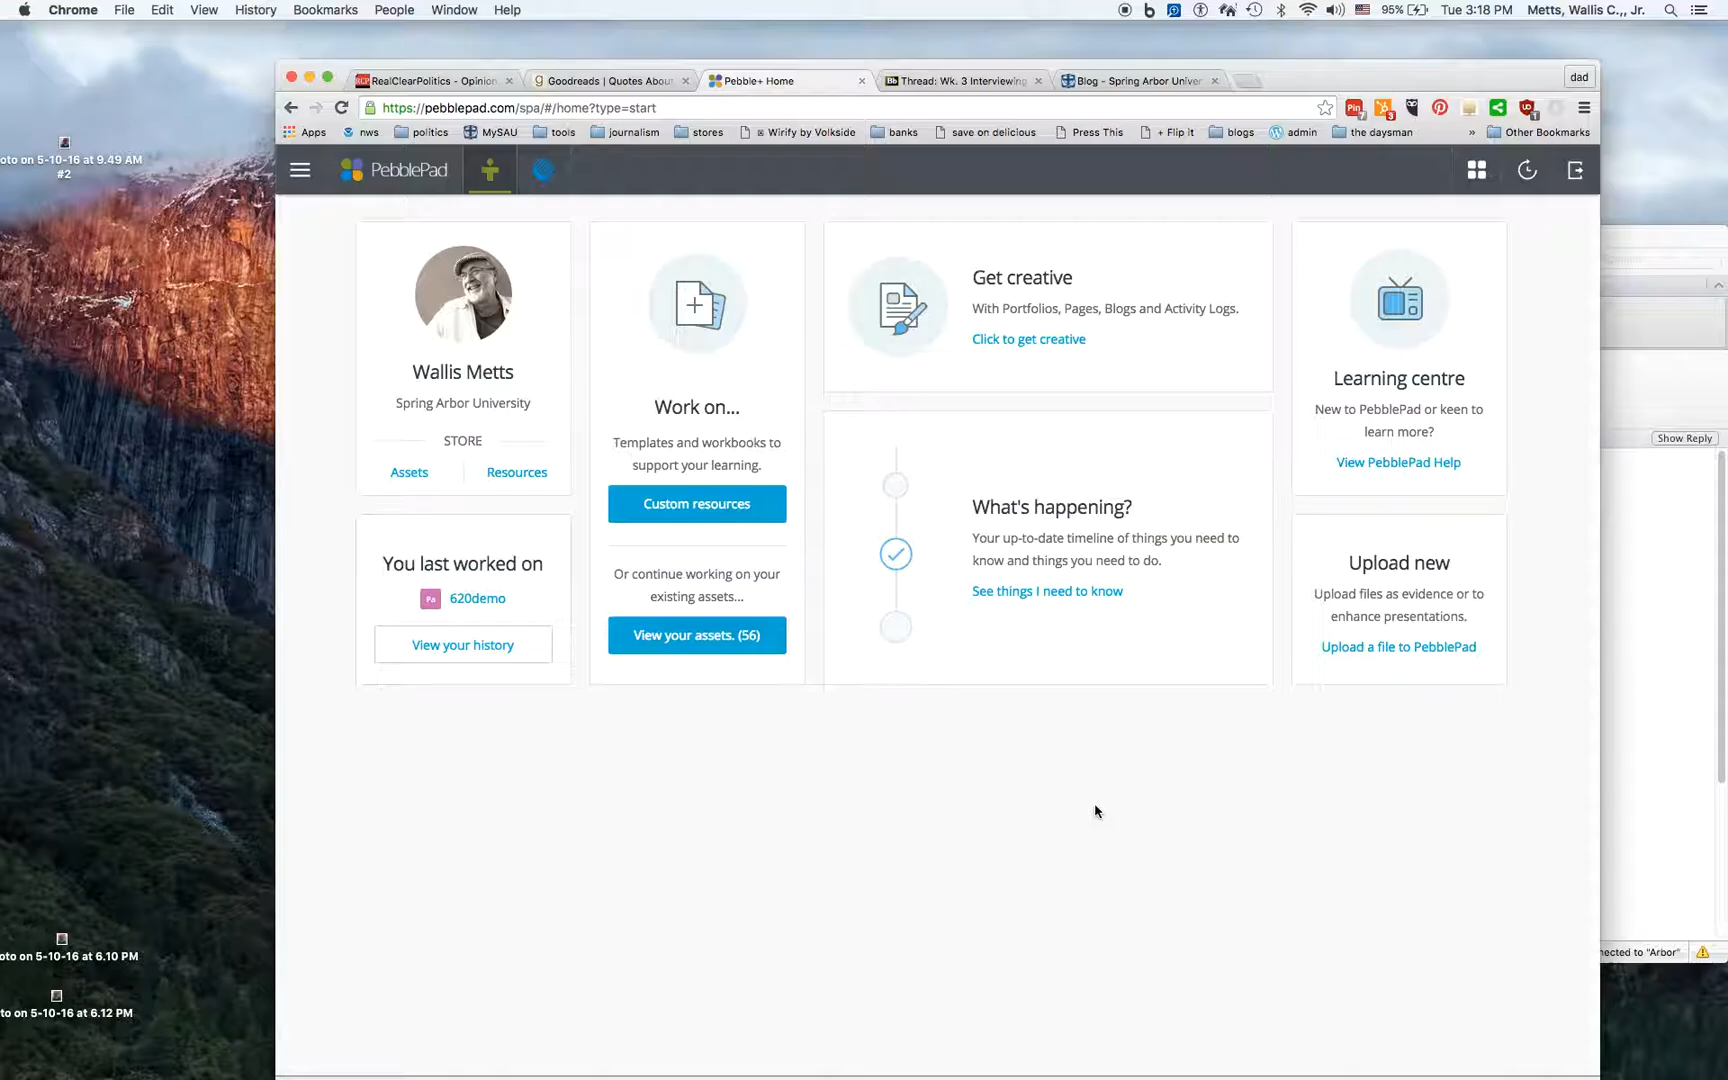 Chrome File Edit View History Bookmarks People Window Help
95% Tue 3:18 PM Metts, Wallis C.,, Jr.
RealClearPolitics - Opinion
Goodreads | Quotes Abou
Pebble+ Home
Thread: Wk. 3 Interviewing
Blog - Spring Arbor Univer
dad
https://pebblepad.com/spa/#/home?type=start
Apps nws politics MySAU tools journalism stores Wirify by Volkside banks save on delicious Press This + Flip it blogs admin the daysman » Other Bookmarks
oto on 5-10-16 at 9.49 AM
#2
PebblePad
Wallis Metts
Spring Arbor University
STORE
Assets
Resources
You last worked on
Pa 620demo
View your history
Work on...
Templates and workbooks to
support your learning.
Custom resources
Or continue working on your
existing assets...
View your assets. (56)
Get creative
With Portfolios, Pages, Blogs and Activity Logs.
Click to get creative
What's happening?
Your up-to-date timeline of things you need to
know and things you need to do.
See things I need to know
Learning centre
New to PebblePad or keen to
learn more?
View PebblePad Help
Upload new
Upload files as evidence or to
enhance presentations.
Upload a file to PebblePad
Show Reply
nected to "Arbor"
oto on 5-10-16 at 6.10 PM
to on 5-10-16 at 6.12 PM